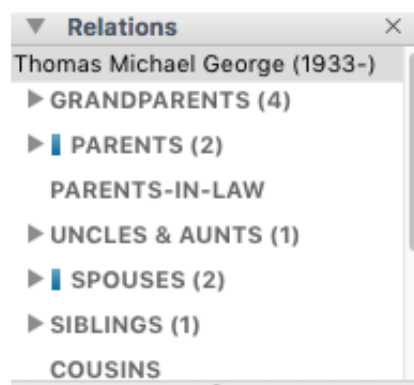 Relations
Thomas Michael George (1933-)
GRANDPARENTS (4)
PARENTS (2)
PARENTS-IN-LAW
UNCLES & AUNTS (1)
SPOUSES (2)
SIBLINGS (1)
COUSINS